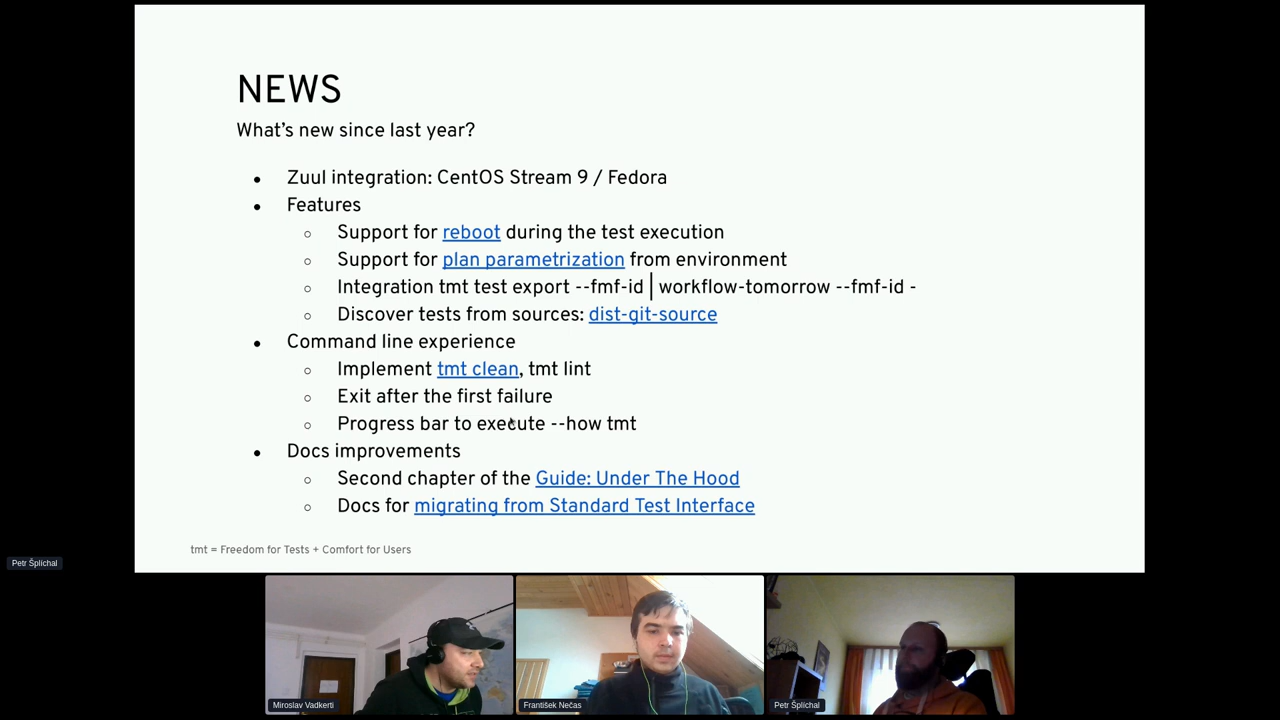 NEWS
What's new since last year?
● Zuul integration: CentOS Stream 9 / Fedora
● Features
○ Support for reboot during the test execution
○ Support for plan parametrization from environment
○ Integration tmt test export --fmf-id | workflow-tomorrow --fmf-id -
○ Discover tests from sources: dist-git-source
● Command line experience
○ Implement tmt clean, tmt lint
○ Exit after the first failure
○ Progress bar to execute --how tmt
● Docs improvements
○ Second chapter of the Guide: Under The Hood
○ Docs for migrating from Standard Test Interface
tmt = Freedom for Tests + Comfort for Users
Petr Šplíchal
Miroslav Vadkerti
František Nečas
Petr Šplíchal